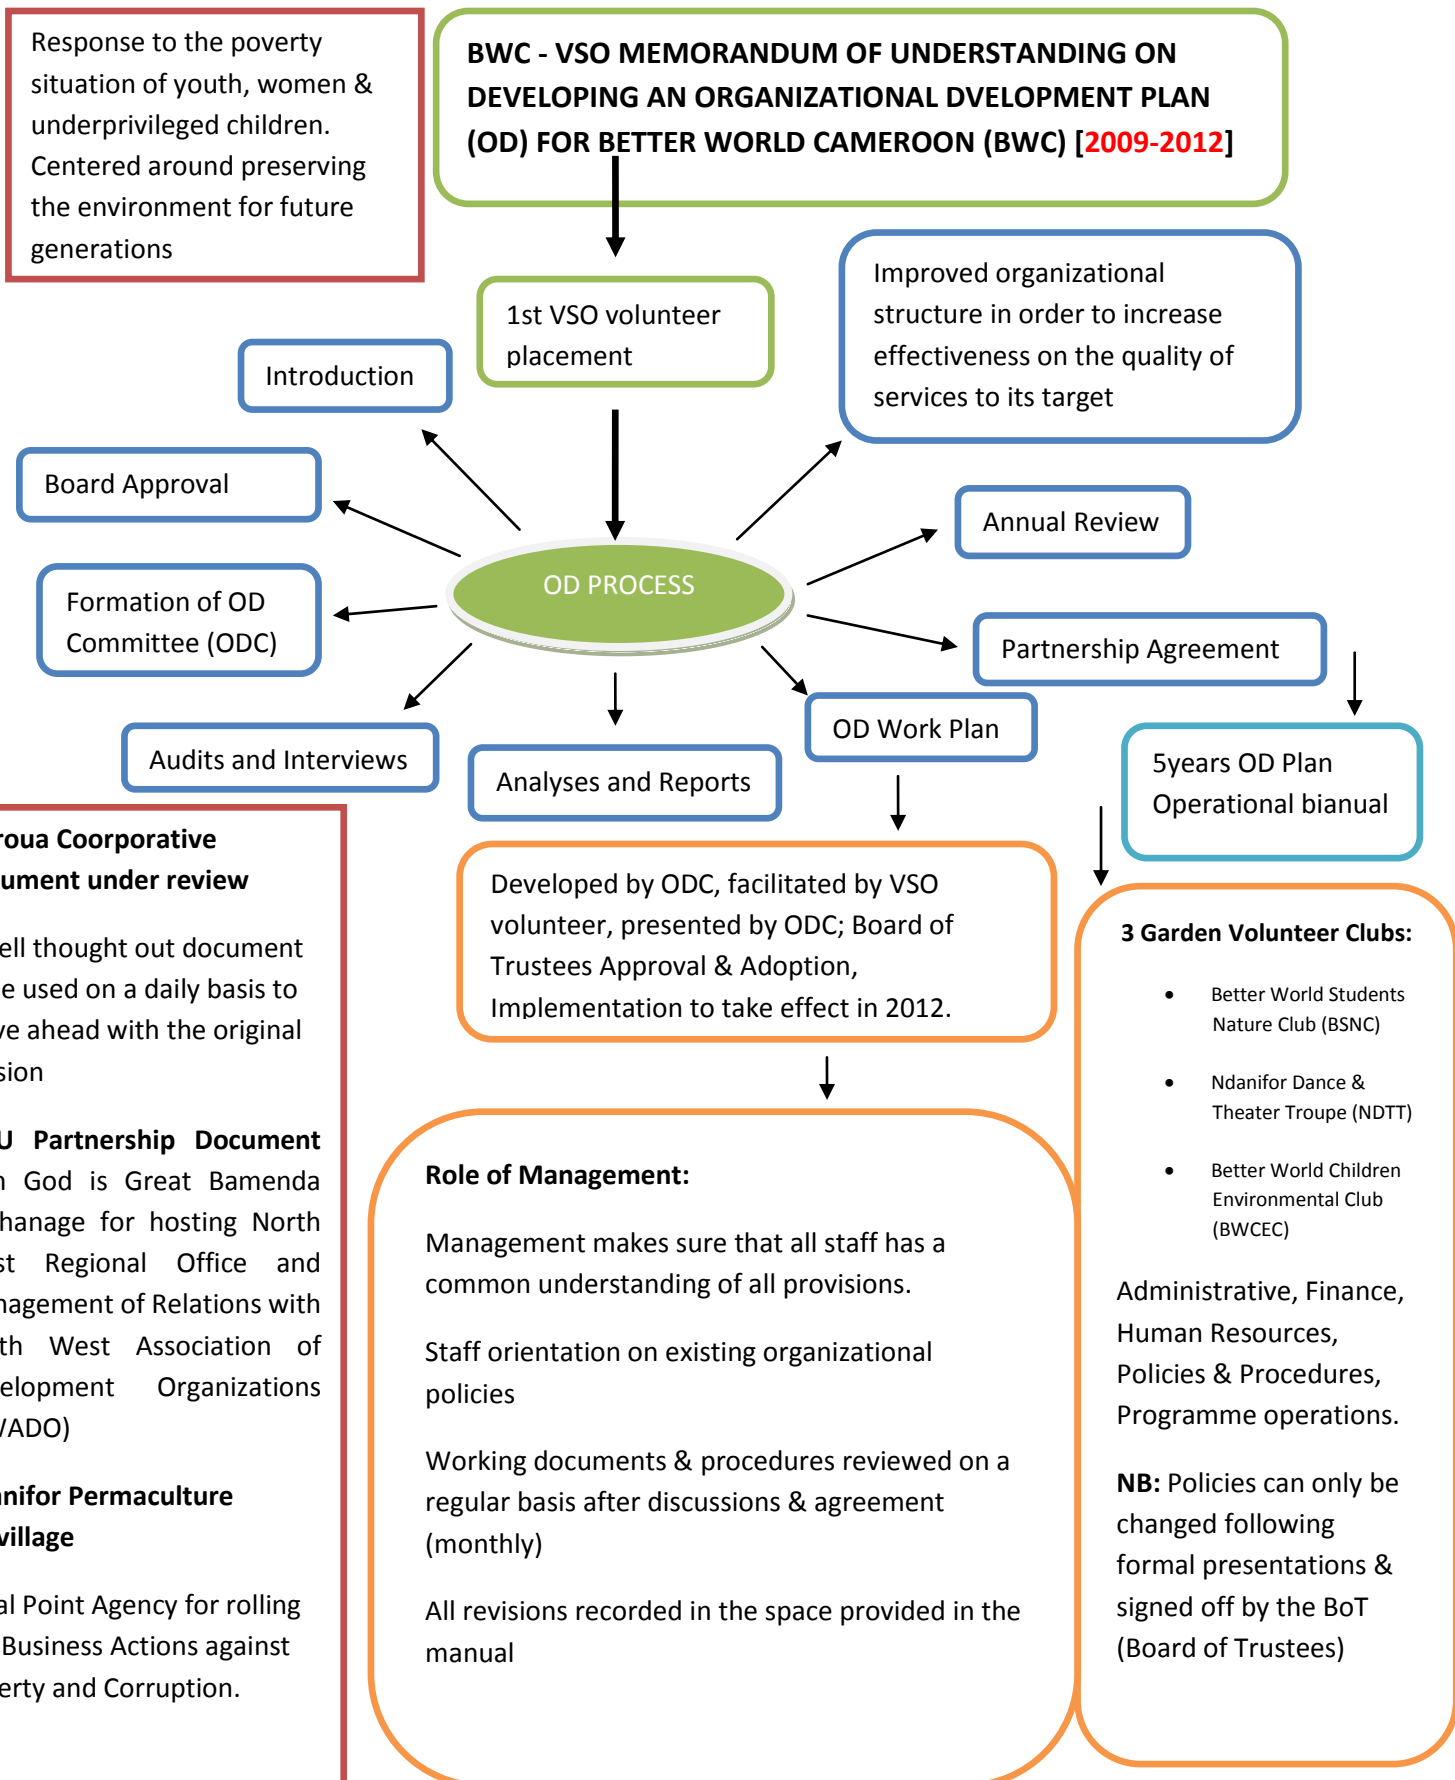 Response to the poverty
situation of youth, women &
underprivileged children.
Centered around preserving
the environment for future
generations
BWC - VSO MEMORANDUM OF UNDERSTANDING ON
DEVELOPING AN ORGANIZATIONAL DVELOPMENT PLAN
(OD) FOR BETTER WORLD CAMEROON (BWC) [2009-2012]
1st VSO volunteer
placement
Improved organizational
structure in order to increase
effectiveness on the quality of
services to its target
Introduction
Board Approval
Annual Review
OD PROCESS
Formation of OD
Committee (ODC)
Partnership Agreement
Audits and Interviews
Analyses and Reports
OD Work Plan
5years OD Plan
Operational bianual
roua Coorporative
ument under review
ell thought out document
e used on a daily basis to
ve ahead with the original
sion
U Partnership Document
h God is Great Bamenda
hanage for hosting North
st Regional Office and
nagement of Relations with
th West Association of
elopment Organizations
VADO)
nifor Permaculture
village
al Point Agency for rolling
Business Actions against
erty and Corruption.
Developed by ODC, facilitated by VSO
volunteer, presented by ODC; Board of
Trustees Approval & Adoption,
Implementation to take effect in 2012.
Role of Management:
Management makes sure that all staff has a
common understanding of all provisions.
Staff orientation on existing organizational
policies
Working documents & procedures reviewed on a
regular basis after discussions & agreement
(monthly)
All revisions recorded in the space provided in the
manual
3 Garden Volunteer Clubs:
• Better World Students
Nature Club (BSNC)
• Ndanifor Dance &
Theater Troupe (NDTT)
• Better World Children
Environmental Club
(BWCEC)
Administrative, Finance,
Human Resources,
Policies & Procedures,
Programme operations.
NB: Policies can only be
changed following
formal presentations &
signed off by the BoT
(Board of Trustees)